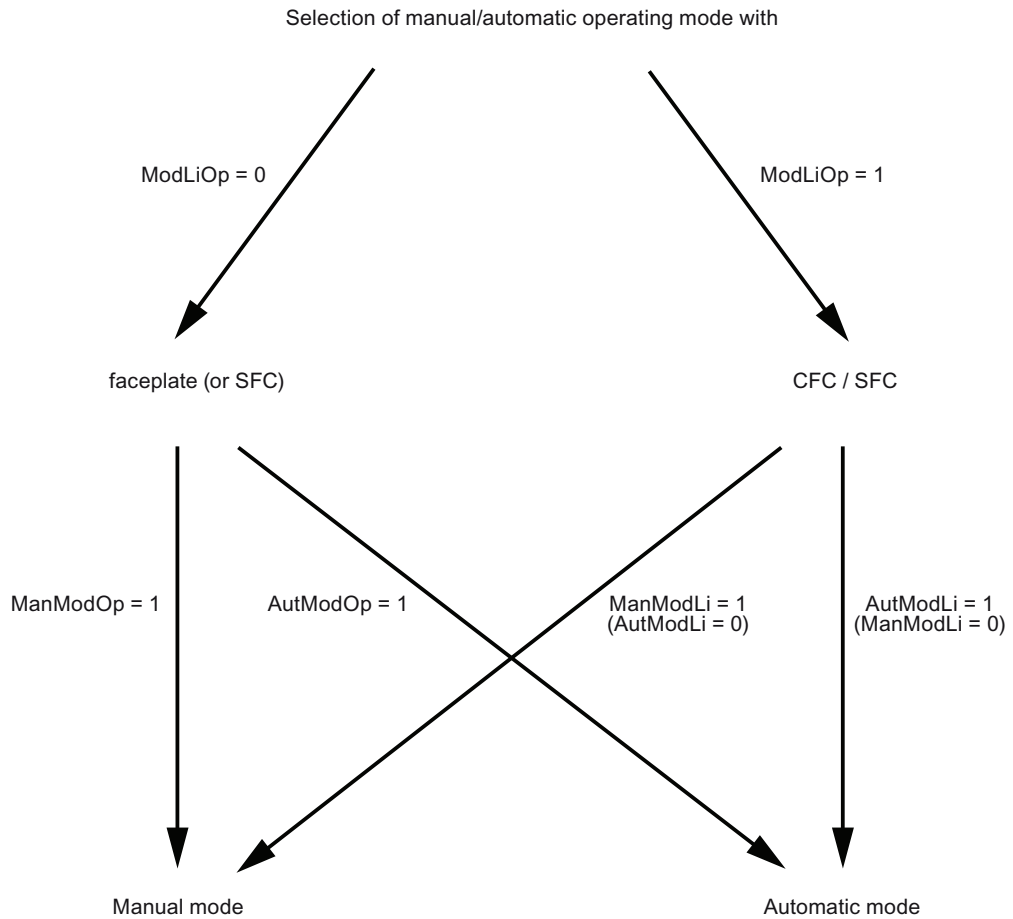 Selection of manual/automatic operating mode with
ModLiOp = 0
ModLiOp = 1
faceplate (or SFC)
CFC / SFC
ManModOp = 1
AutModOp = 1
ManModLi = 1
(AutModLi = 0)
AutModLi = 1
(ManModLi = 0)
Manual mode
Automatic mode